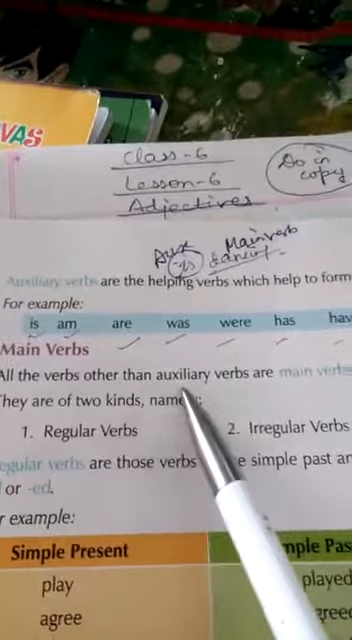 VAS
Class-6
Lesson-6
Adjectives
Do in
copy
Aux
is
Main verb
Auxiliary verbs are the helping verbs which help to form
For example:
is am are was were has hav
Main Verbs
All the verbs other than auxiliary verbs are main verbs
They are of two kinds, name
1. Regular Verbs 2. Irregular Verbs
egular verbs are those verbs e simple past an
or -ed.
r example:
Simple Present mple Pas
play played
agree greed